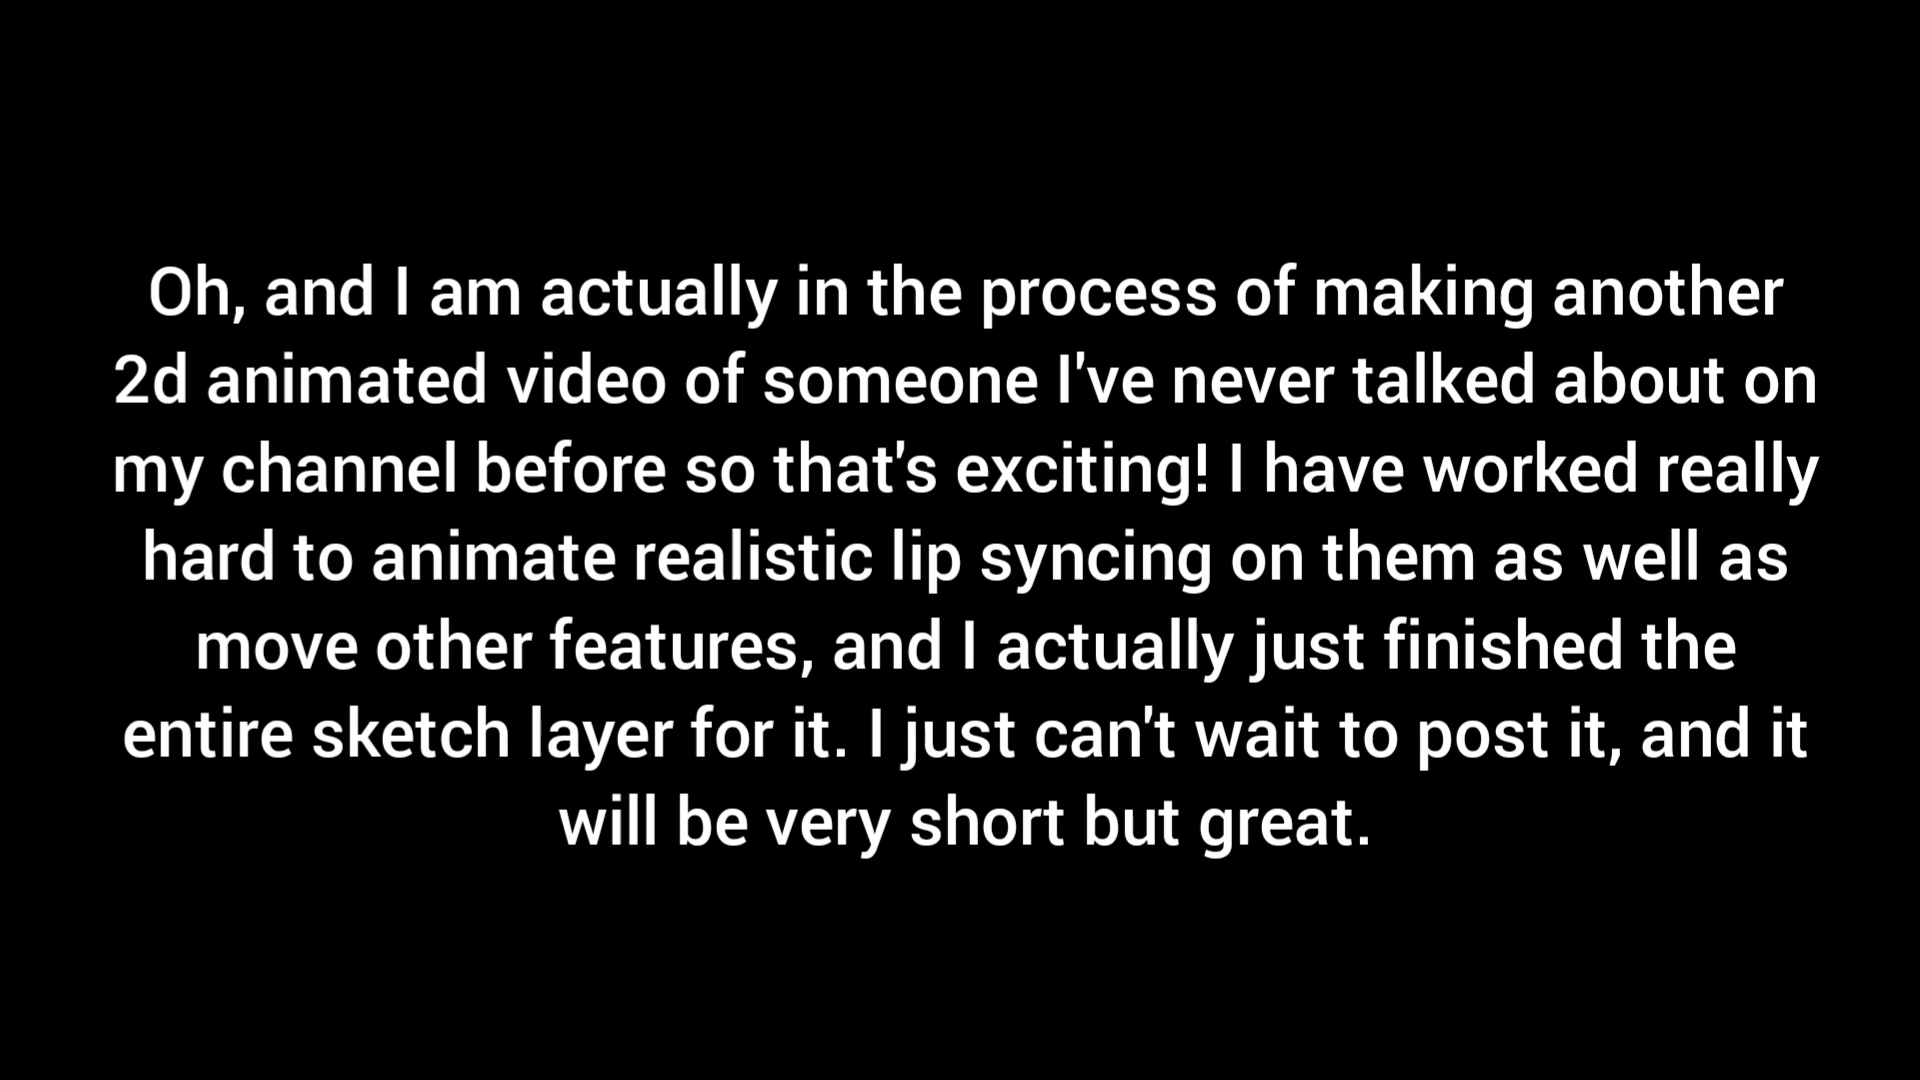 Oh, and I am actually in the process of making another
2d animated video of someone I've never talked about on
my channel before so that's exciting! I have worked really
hard to animate realistic lip syncing on them as well as
move other features, and I actually just finished the
entire sketch layer for it. I just can't wait to post it, and it
will be very short but great.